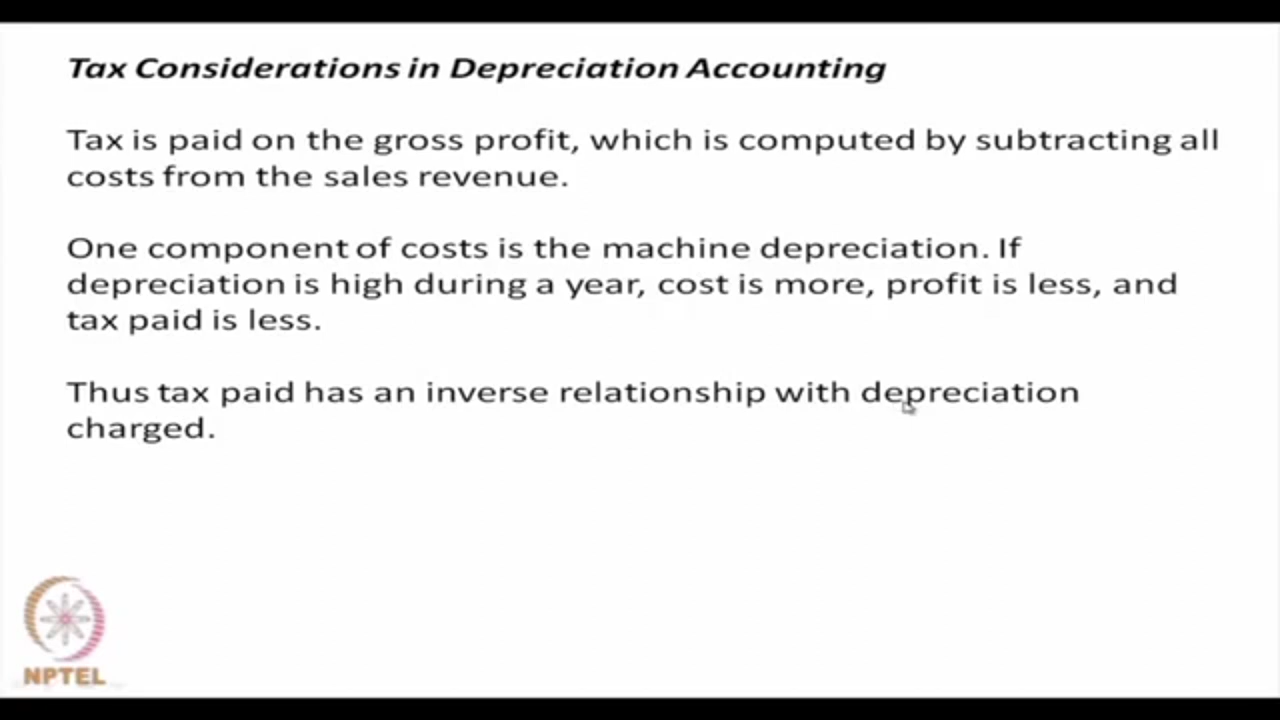 Tax Considerations in Depreciation Accounting
Tax is paid on the gross profit, which is computed by subtracting all
costs from the sales revenue.
One component of costs is the machine depreciation. If
depreciation is high during a year, cost is more, profit is less, and
tax paid is less.
Thus tax paid has an inverse relationship with depreciation
charged.
NPTEL